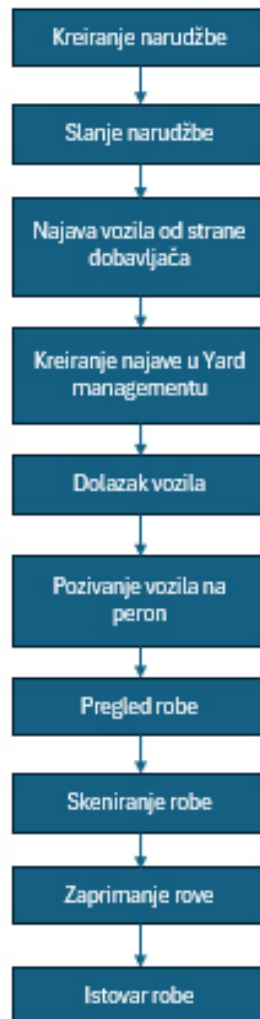 Kreiranje narudžbe
Slanje narudžbe
Najava vozila od strane
dobavljača
Kreiranje najave u Yard
managementu
Dolazak vozila
Pozivanje vozila na
peron
Pregled robe
Skeniranje robe
Zaprimanje rove
Istovar robe